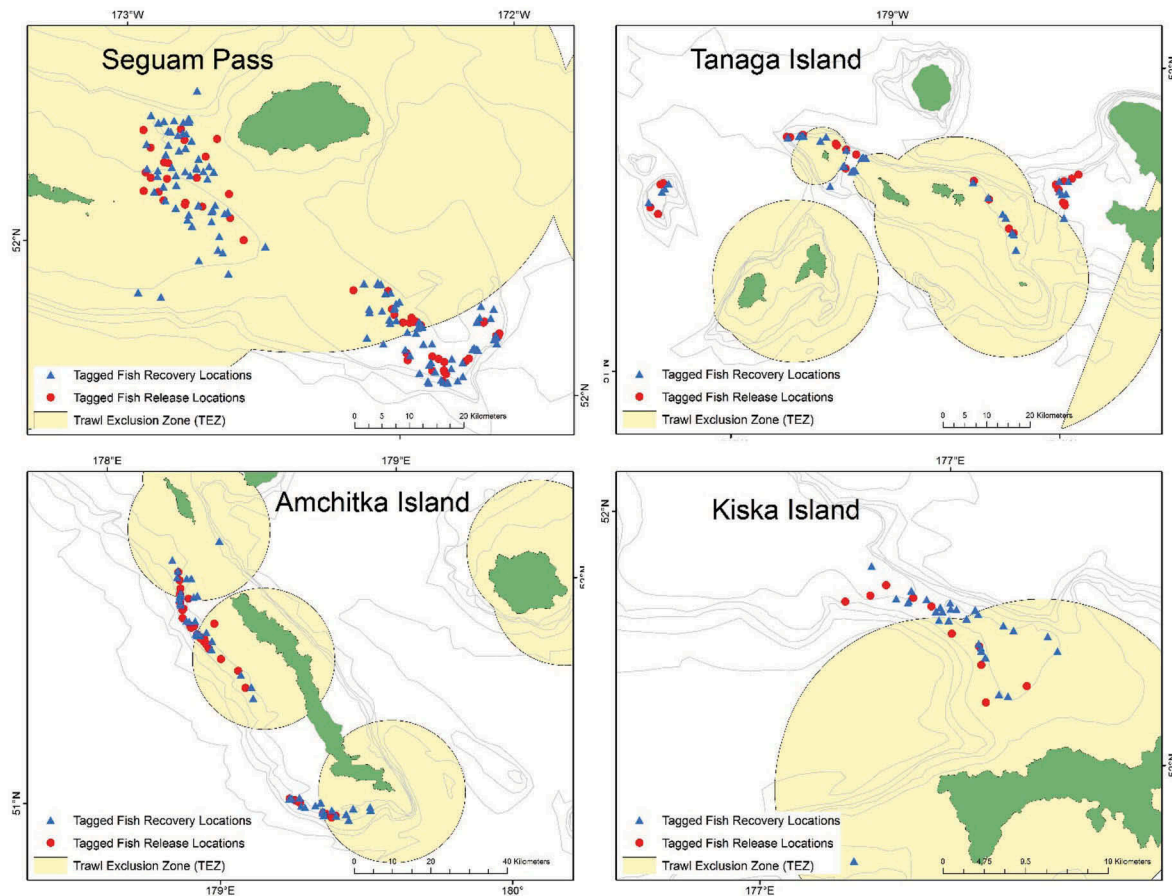 173°W
172°W
Seguam Pass
52°N
52°N
Tagged Fish Recovery Locations
Tagged Fish Release Locations
Trawl Exclusion Zone (TEZ)
0 5 10 20 Kilometers
179°W
Tanaga Island
Tagged Fish Recovery Locations
Tagged Fish Release Locations
Trawl Exclusion Zone (TEZ)
0 5 10 20 Kilometers
178°E
179°E
Amchitka Island
51°N
Tagged Fish Recovery Locations
Tagged Fish Release Locations
Trawl Exclusion Zone (TEZ)
0 10 20 40 Kilometers
179°E
180°
177°E
52°N
Kiska Island
Tagged Fish Recovery Locations
Tagged Fish Release Locations
Trawl Exclusion Zone (TEZ)
0 4.75 9.5 19 Kilometers
177°E